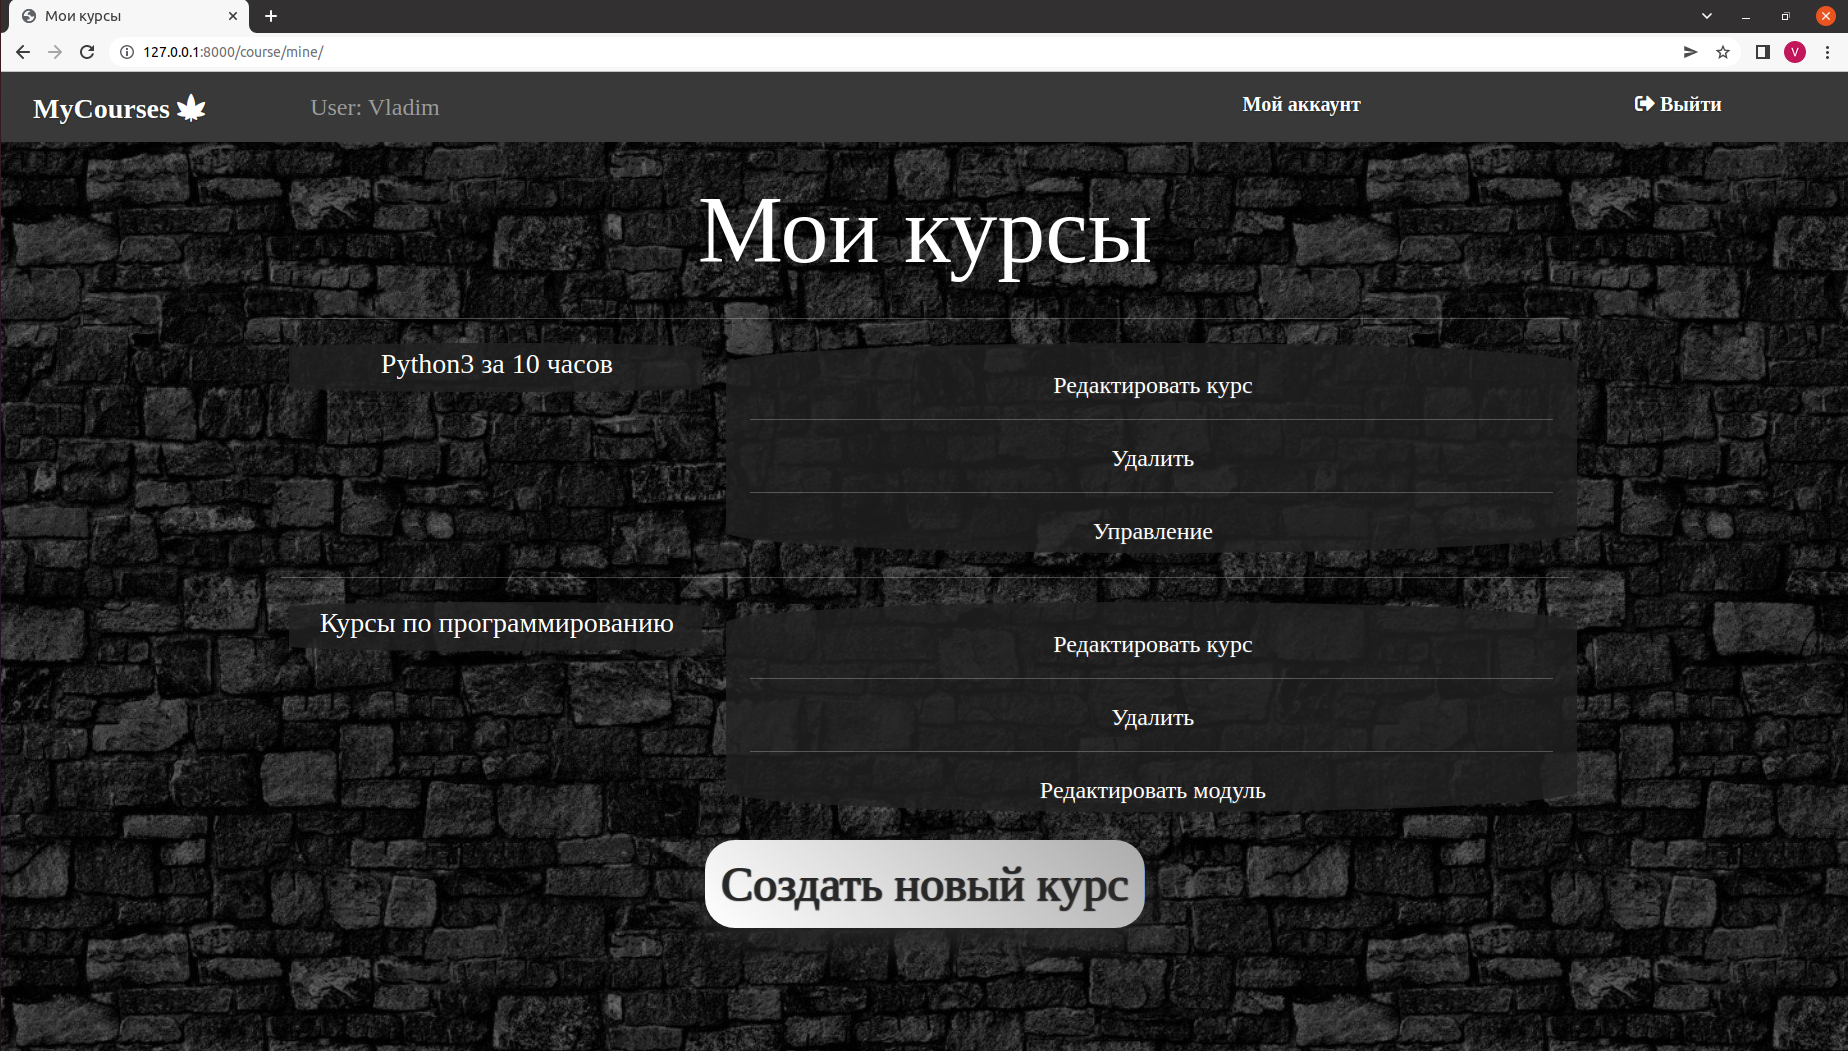 Мои курсы
127.0.0.1:8000/course/mine/
V
MyCourses
User: Vladim
Мой аккаунт
Выйти
Мои курсы
Python3 за 10 часов
Редактировать курс
Удалить
Управление
Курсы по программированию
Редактировать курс
Удалить
Редактировать модуль
Создать новый курс